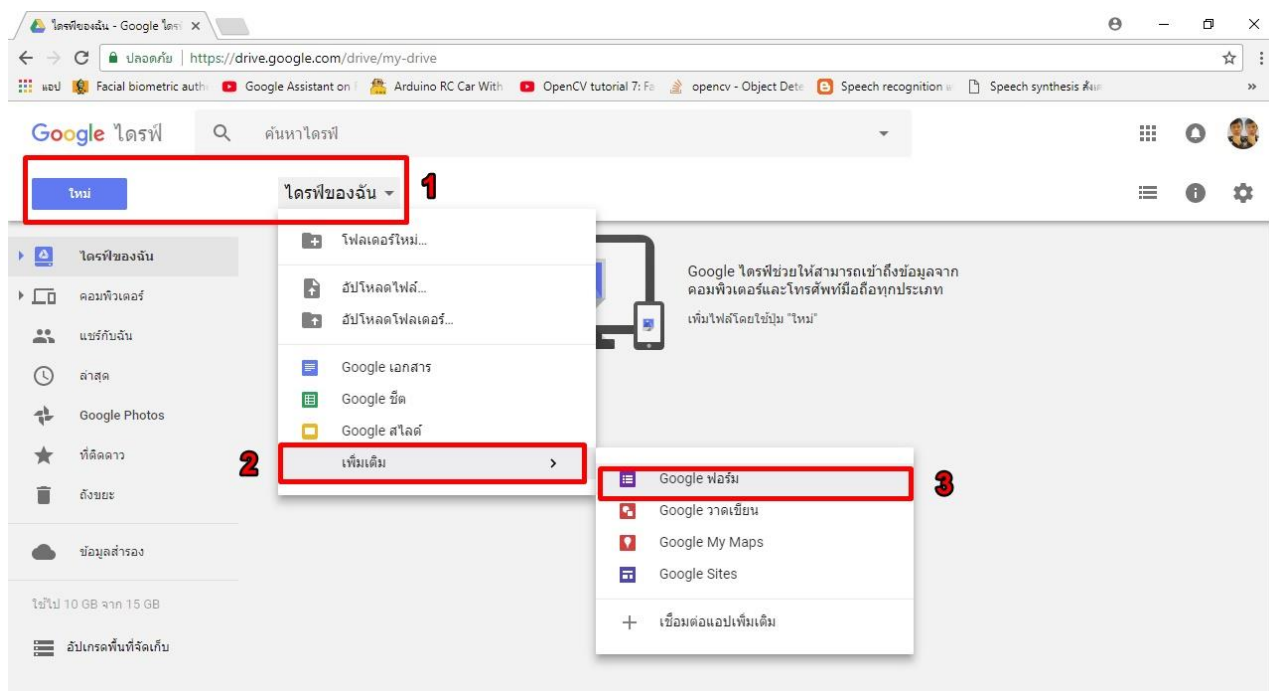 ไดรฟ์ของฉัน - Google ไดร
ปลอดภัย | https://drive.google.com/drive/my-drive
แอป Facial biometric auth Google Assistant on Arduino RC Car With OpenCV tutorial 7: Fa opencv - Object Dete Speech recognition Speech synthesis
Google ไดรฟ์ ค้นหาไดรฟ์
ใหม่ ไดรฟ์ของฉัน 1
โฟลเดอร์ใหม่...
อัปโหลดไฟล์...
อัปโหลดโฟลเดอร์...
Google เอกสาร
Google ชีต
Google สไลด์
2 เพิ่มเติม >
Google ฟอร์ม 3
Google วาดเขียน
Google My Maps
Google Sites
เชื่อมต่อแอปเพิ่มเติม
ไดรฟ์ของฉัน
คอมพิวเตอร์
แชร์กับฉัน
ล่าสุด
Google Photos
ที่ติดดาว
ถังขยะ
ข้อมูลสำรอง
ใช้ไป 10 GB จาก 15 GB
อัปเกรดพื้นที่จัดเก็บ
Google ไดรฟ์ช่วยให้สามารถเข้าถึงข้อมูลจาก
คอมพิวเตอร์และโทรศัพท์มือถือทุกประเภท
เพิ่มไฟล์โดยใช้ปุ่ม "ใหม่"